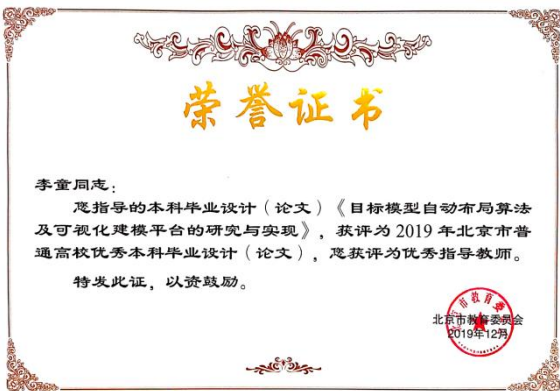 荣誉证书
李童同志：
您指导的本科毕业设计（论文）《目标模型自动布局算法
及可视化建模平台的研究与实现》，获评为 2019 年北京市普
通高校优秀本科毕业设计（论文），您获评为优秀指导教师。
特发此证，以资鼓励。
北京市教育委员会
2019年12月